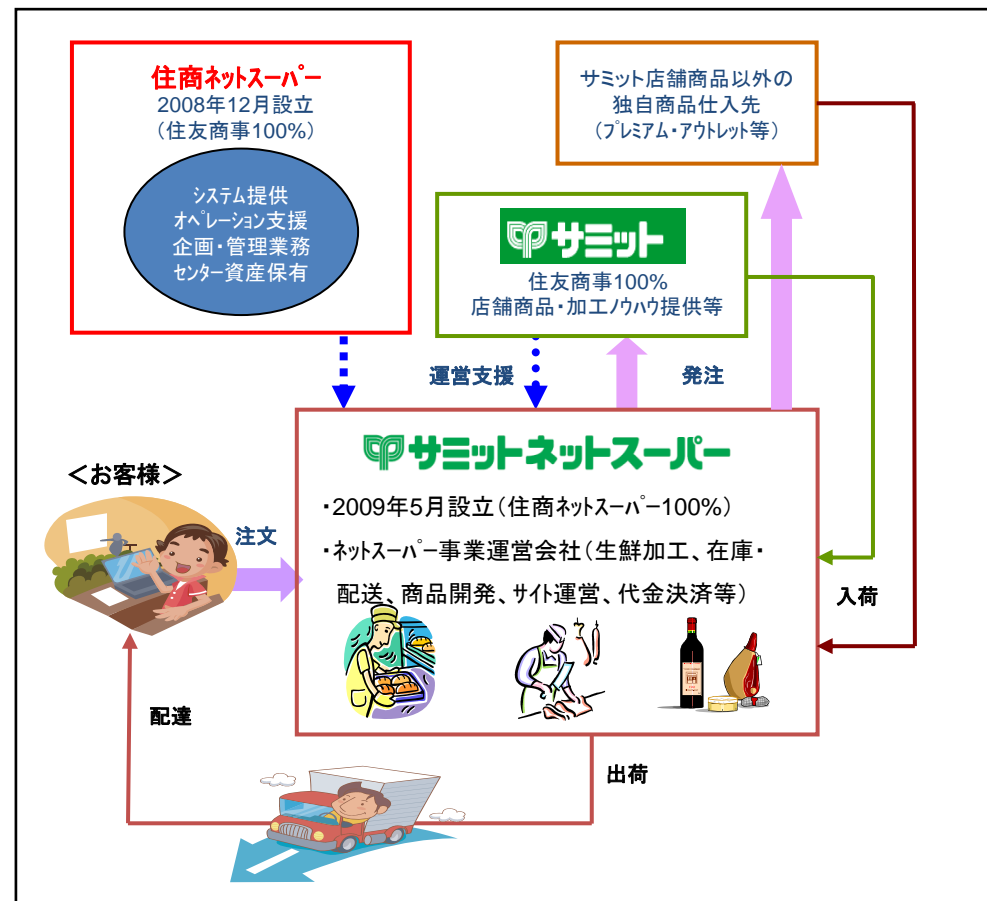 住商ネットスーパー
2008年12月設立
（住友商事100%）
システム提供
オペレーション支援
企画・管理業務
センター資産保有
サミット店舗商品以外の
独自商品仕入先
（プレミアム・アウトレット等）
サミット
住友商事100%
店舗商品・加工ノウハウ提供等
運営支援
発注
サミットネットスーパー
・2009年5月設立（住商ネットスーパー100%）
・ネットスーパー事業運営会社（生鮮加工、在庫・
配送、商品開発、サイト運営、代金決済等）
＜お客様＞
注文
入荷
配達
出荷